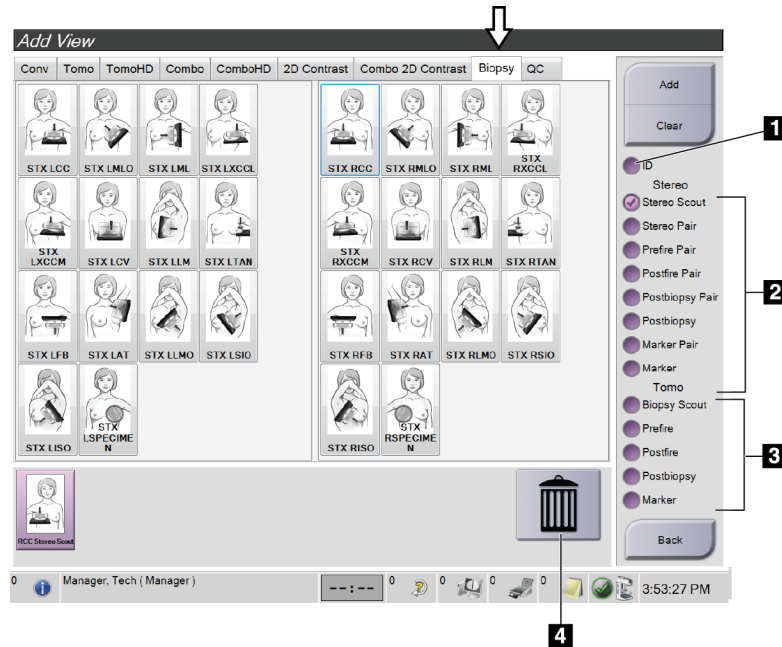 Add View
Conv Tomo TomoHD Combo ComboHD 2D Contrast Combo 2D Contrast Biopsy QC
STX LCC STX LMLO STX LML STX LXCCL
STX RCC STX RMLO STX RML STX
RXCCL
STX
LXCCM STX LCV STX LLM STX LTAN
STX
RXCCM STX RCV STX RLM STX RTAN
STX LFB STX LAT STX LLMO STX LSIO
STX RFB STX RAT STX RLMO STX RSIO
STX LISO STX
LSPECIME
N
STX RISO STX
RSPECIME
N
Add
Clear
ID
Stereo
Stereo Scout
Stereo Pair
Prefire Pair
Postfire Pair
Postbiopsy Pair
Postbiopsy
Marker Pair
Marker
Tomo
Biopsy Scout
Prefire
Postfire
Postbiopsy
Marker
Back
1
2
3
RCC Stereo Scout
0 Manager, Tech ( Manager ) --:-- 0 0 0 0 3:53:27 PM
4